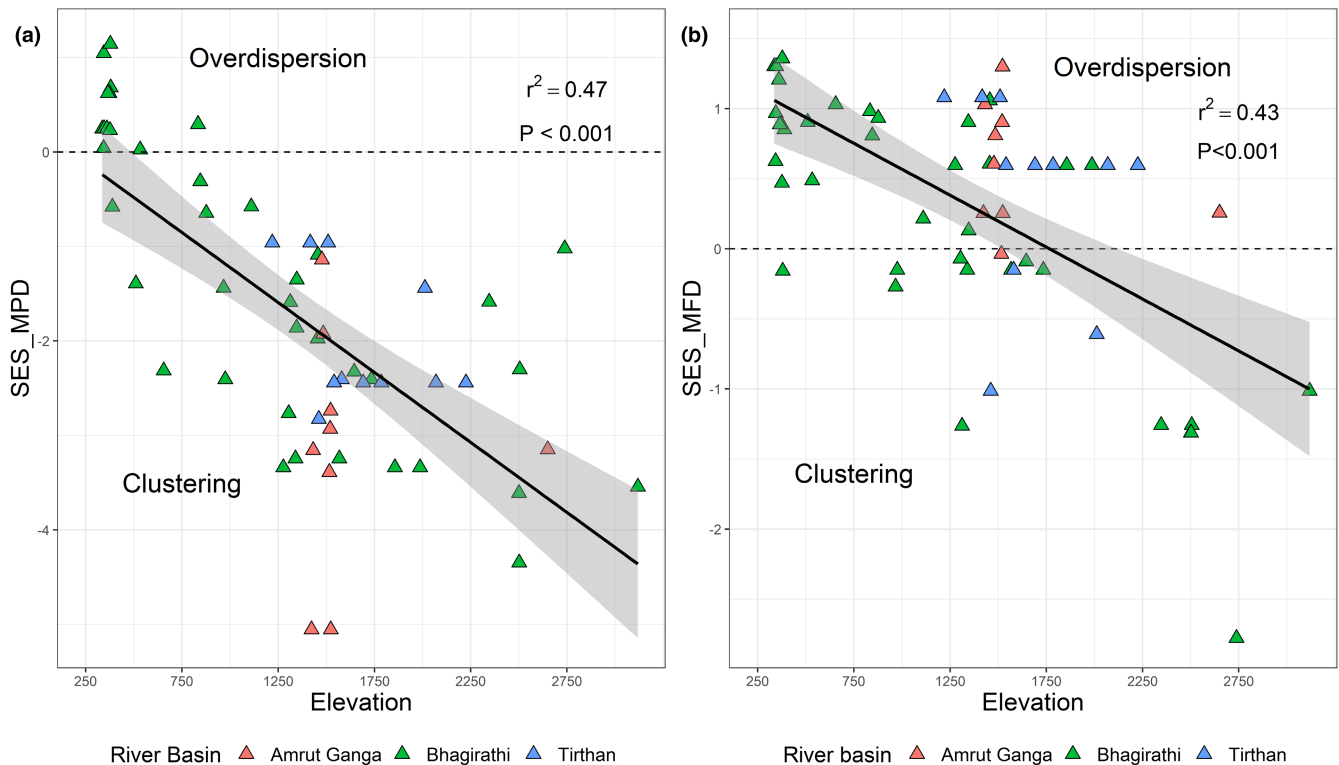 (a)
Overdispersion
r² = 0.47
P < 0.001
Clustering
SES_MPD
0
-2
-4
250 750 1250 1750 2250 2750
Elevation
River Basin Amrut Ganga Bhagirathi Tirthan
(b)
Overdispersion
r² = 0.43
P<0.001
Clustering
SES_MFD
1
0
-1
-2
250 750 1250 1750 2250 2750
Elevation
River basin Amrut Ganga Bhagirathi Tirthan